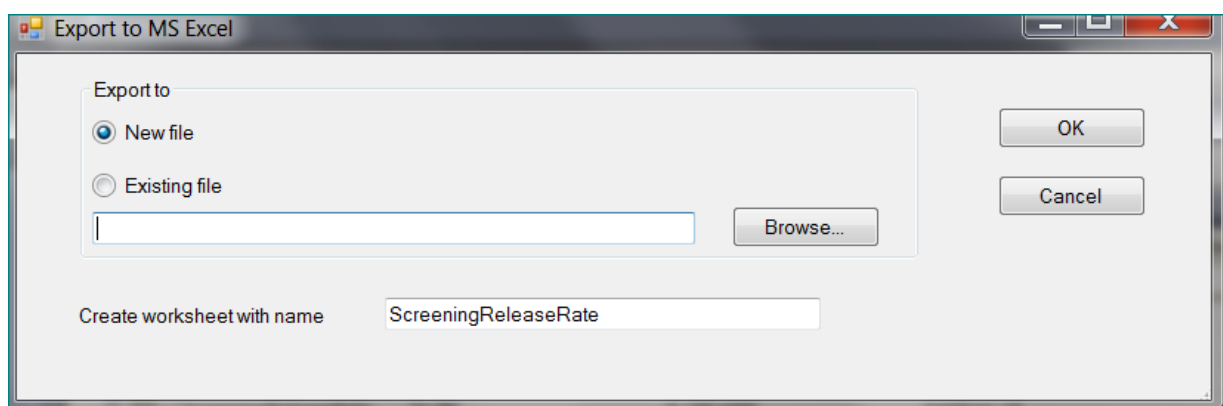 Export to MS Excel
Export to
New file
OK
Existing file
Cancel
Browse...
Create worksheet with name ScreeningReleaseRate